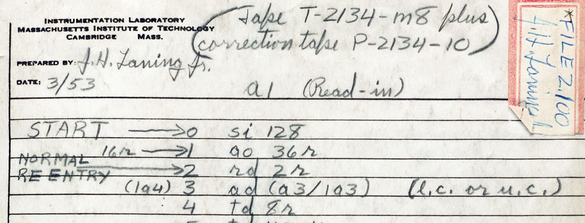 INSTRUMENTATION LABORATORY
MASSACHUSETTS INSTITUTE OF TECHNOLOGY
CAMBRIDGE MASS.
Tape T-2134-m8 plus
correction tape P-2134-10
PREPARED BY: J. H. Laning Jr.
DATE: 3/53
a1 (Read-in)
*FILE 2.100
START → 0 si 128
16r → 1 ao 36r
NORMAL REENTRY → 2 rd 2r
(1a4) 3 ad (a3/1a3) (l.c. or u.c.)
4 td 8r